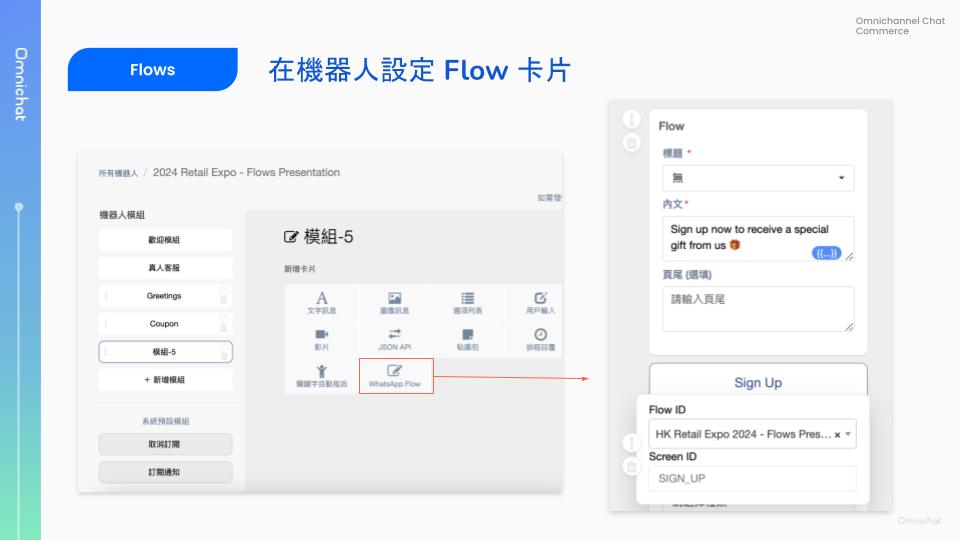 Omnichannel Chat
Commerce
Omnichat
Flows
在機器人設定 Flow 卡片
所有機器人 / 2024 Retail Expo - Flows Presentation
如需發
機器人模組
歡迎模組
真人客服
Greetings
Coupon
模組-5
+ 新增模組
系統預設模組
取消訂閱
訂閱通知
模組-5
新增卡片
文字訊息
圖像訊息
選項列表
用戶輸入
影片
JSON API
貼圖包
排程回覆
關鍵字自動指派
WhatsApp Flow
Flow
標題 *
無
內文*
Sign up now to receive a special
gift from us 🎁
{{...}}
頁尾 (選填)
請輸入頁尾
Sign Up
Flow ID
HK Retail Expo 2024 - Flows Pres... ×
Screen ID
SIGN_UP
Omnichat